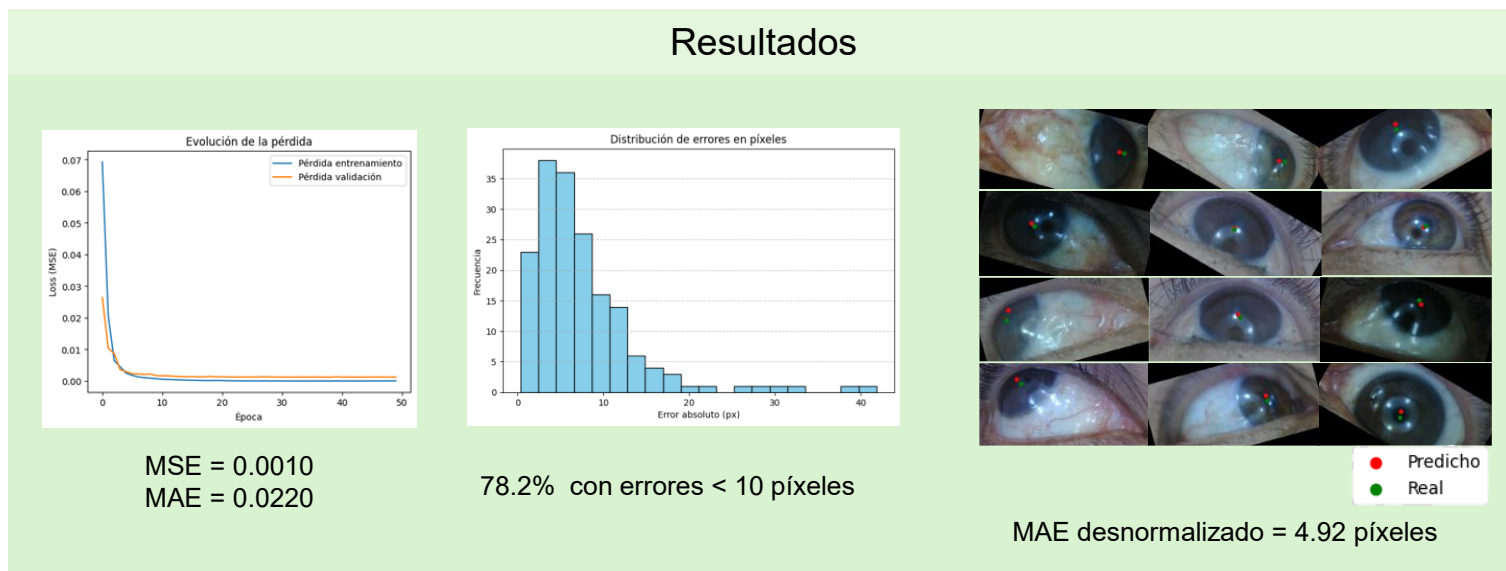 Resultados
Evolución de la pérdida
0.07
0.06
0.05
0.04
0.03
0.02
0.01
0.00
Loss (MSE)
Pérdida entrenamiento
Pérdida validación
0 10 20 30 40 50
Época
MSE = 0.0010
MAE = 0.0220
Distribución de errores en píxeles
35
30
25
20
15
10
5
0
Frecuencia
0 10 20 30 40
Error absoluto (px)
78.2% con errores < 10 píxeles
Predicho
Real
MAE desnormalizado = 4.92 píxeles